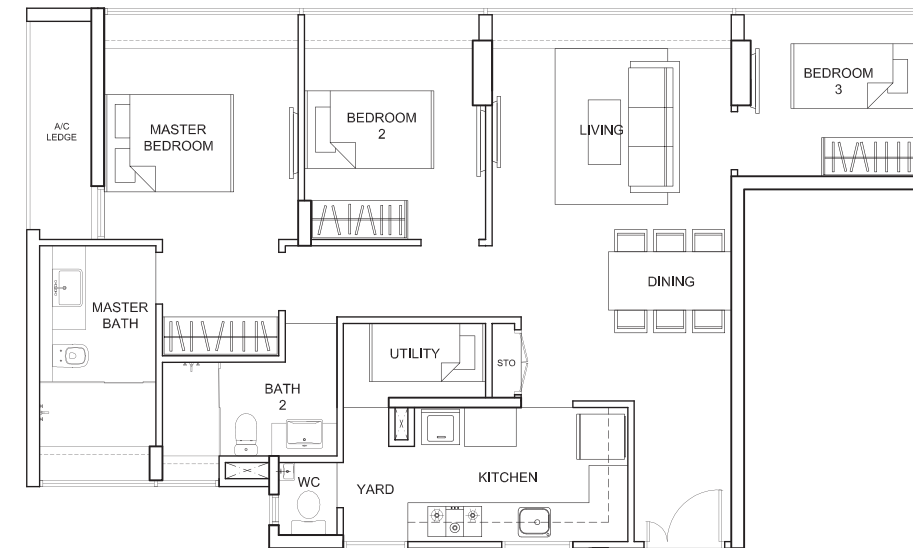 A/C
LEDGE
MASTER
BEDROOM
BEDROOM
2
LIVING
BEDROOM
3
MASTER
BATH
DINING
UTILITY
STO
BATH
2
WC
YARD
KITCHEN